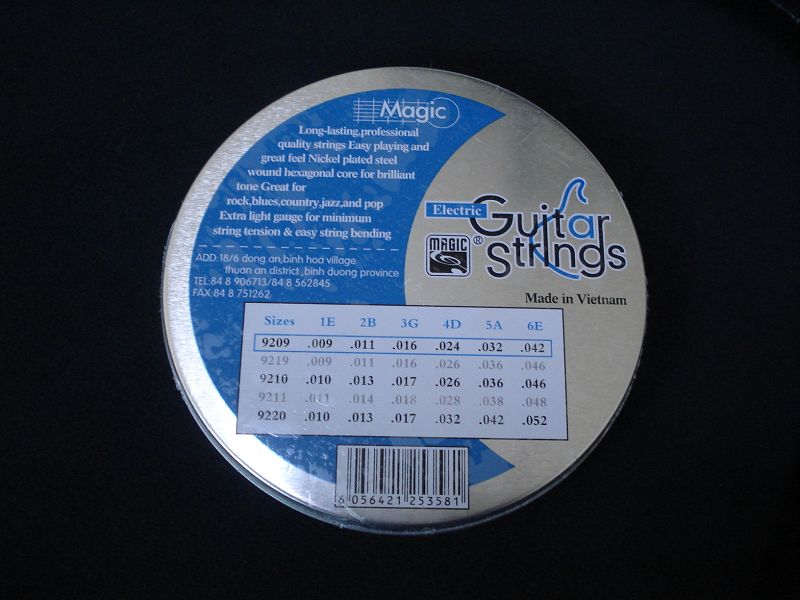 Magic
Long-lasting,professional
quality strings Easy playing and
great feel Nickel plated steel
wound hexagonal core for brilliant
tone Great for
rock,blues,country,jazz,and pop
Extra light gauge for minimum
string tension & easy string bending
ADD:18/6 dong an,binh hoa village
thuan an district ,binh duong province
TEL:84 8 906713/84 8 562845
FAX:84 8 751262
Electric
Guitar
MAGIC ® Strings
Made in Vietnam
Sizes 1E 2B 3G 4D 5A 6E
9209 .009 .011 .016 .024 .032 .042
9219 .009 .011 .016 .026 .036 .046
9210 .010 .013 .017 .026 .036 .046
9211 .011 .014 .018 .028 .038 .048
9220 .010 .013 .017 .032 .042 .052
6 056421 253581